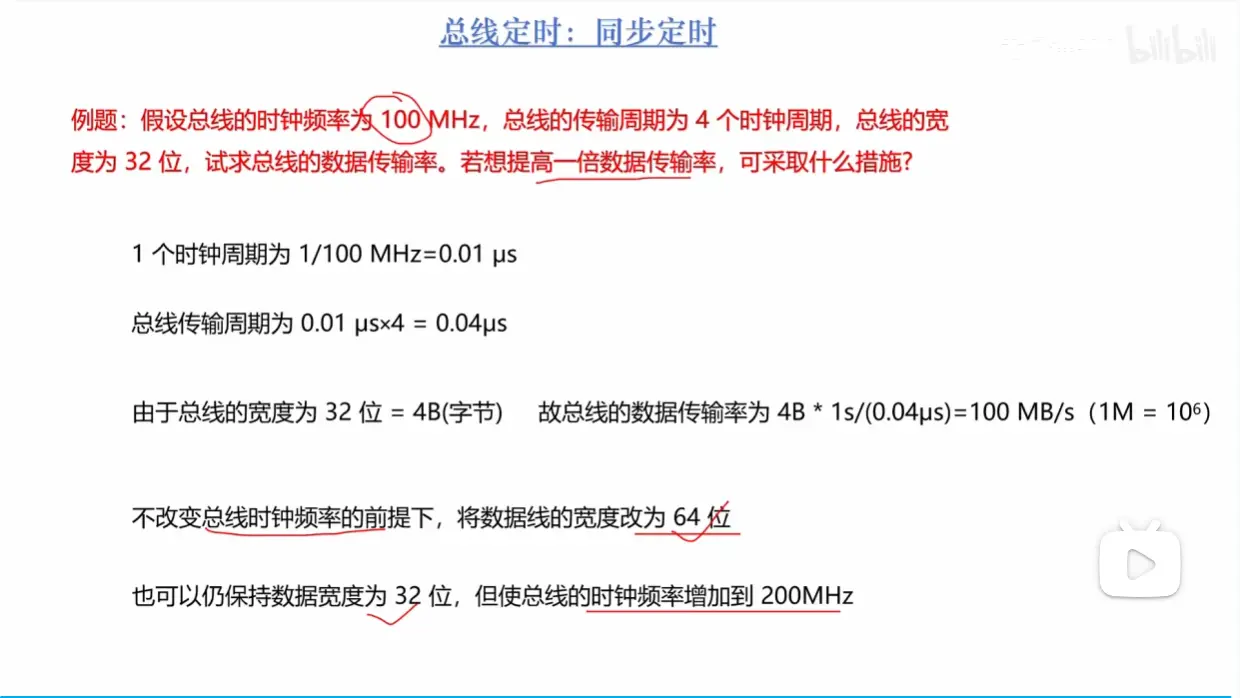 总线定时：同步定时
bilibili
例题：假设总线的时钟频率为 100 MHz，总线的传输周期为 4 个时钟周期，总线的宽
度为 32 位，试求总线的数据传输率。若想提高一倍数据传输率，可采取什么措施？
1 个时钟周期为 1/100 MHz=0.01 μs
总线传输周期为 0.01 μs×4 = 0.04μs
由于总线的宽度为 32 位 = 4B(字节) 故总线的数据传输率为 4B * 1s/(0.04μs)=100 MB/s（1M = 10⁶）
不改变总线时钟频率的前提下，将数据线的宽度改为 64 位
也可以仍保持数据宽度为 32 位，但使总线的时钟频率增加到 200MHz